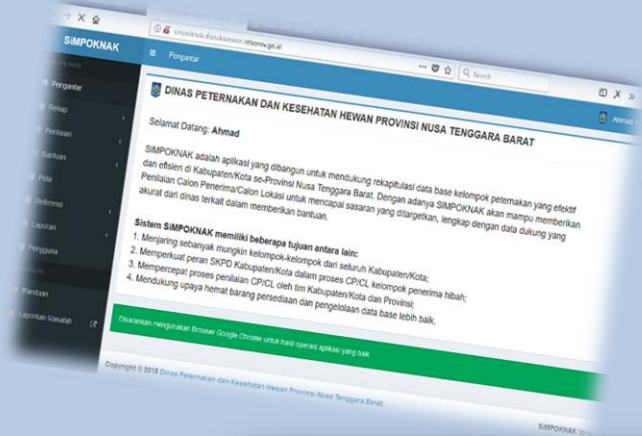 SiMPOKNAK
Pengantar
Search
Ahmad
Pengantar
Rekap
Penilaian
Bantuan
Peta
Referensi
Laporan
Pengguna
Panduan
Laporkan Masalah
DINAS PETERNAKAN DAN KESEHATAN HEWAN PROVINSI NUSA TENGGARA BARAT
Selamat Datang: Ahmad
SIMPOKNAK adalah aplikasi yang dibangun untuk mendukung rekapitulasi data base kelompok peternakan yang efektif
dan efisien di Kabupaten/Kota se-Provinsi Nusa Tenggara Barat. Dengan adanya SIMPOKNAK akan mampu memberikan
Penilaian Calon Penerima/Calon Lokasi untuk mencapai sasaran yang ditargetkan, lengkap dengan data dukung yang
akurat dari dinas terkait dalam memberikan bantuan.
Sistem SiMPOKNAK memiliki beberapa tujuan antara lain:
1. Menjaring sebanyak mungkin kelompok-kelompok dari seluruh Kabupaten/Kota;
2. Memperkuat peran SKPD Kabupaten/Kota dalam proses CP/CL kelompok penerima hibah;
3. Mempercepat proses penilaian CP/CL oleh tim Kabupaten/Kota dan Provinsi;
4. Mendukung upaya hemat barang persediaan dan pengelolaan data base lebih baik.
Disarankan mengunakan Browser Google Chrome untuk hasil operasi aplikasi yang baik
Copyright © 2018 Dinas Peternakan dan Kesehatan Hewan Provinsi Nusa Tenggara Barat.
SiMPOKNAK